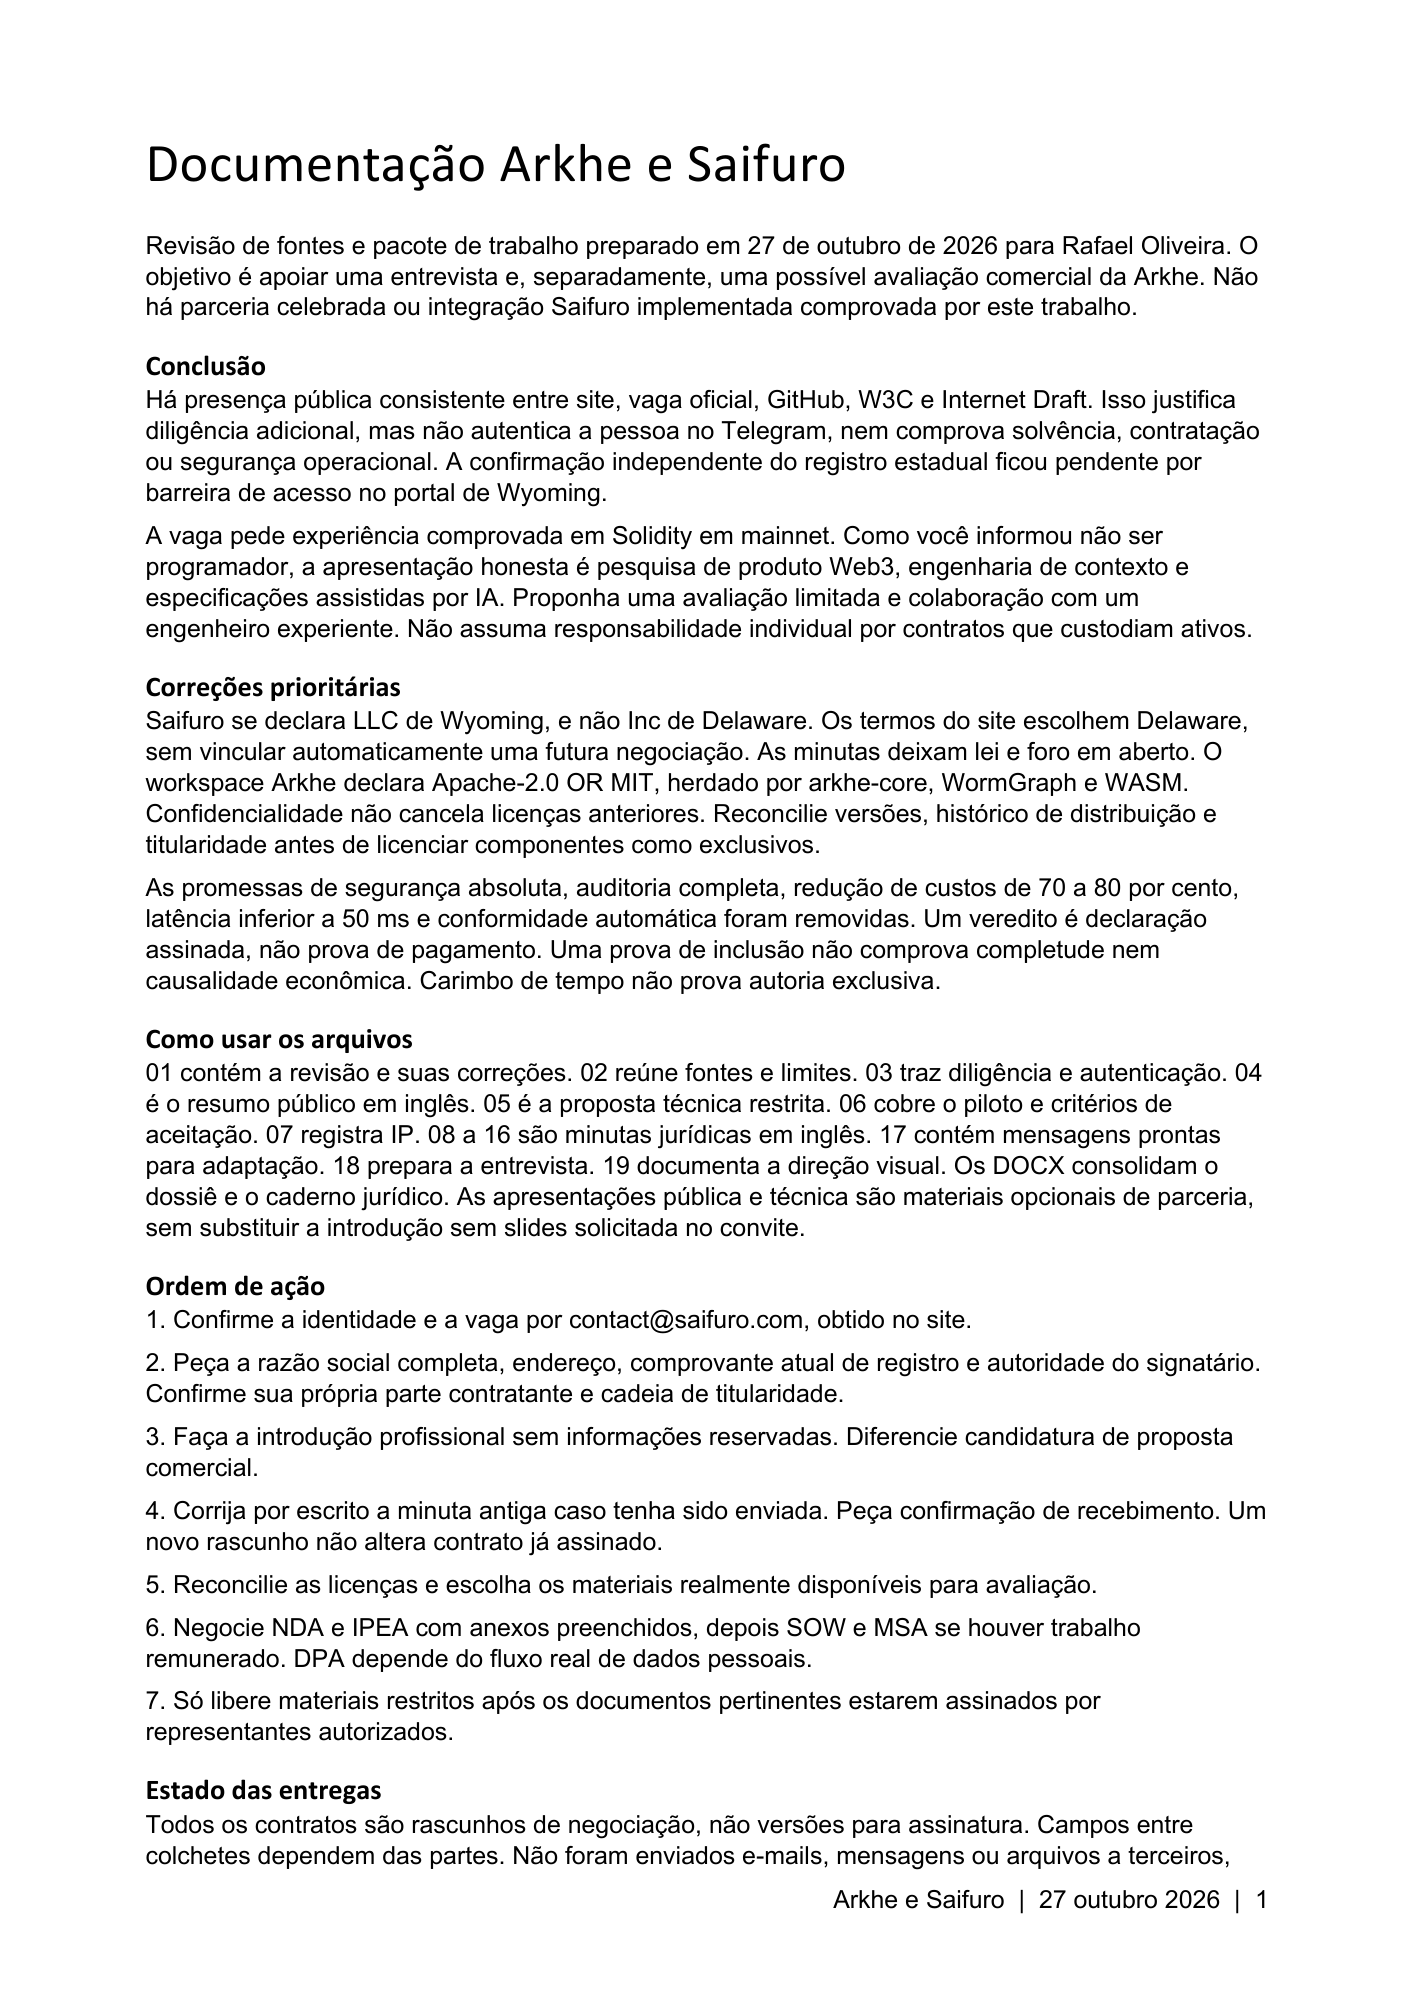 Documentação Arkhe e Saifuro
Revisão de fontes e pacote de trabalho preparado em 27 de outubro de 2026 para Rafael Oliveira. O
objetivo é apoiar uma entrevista e, separadamente, uma possível avaliação comercial da Arkhe. Não
há parceria celebrada ou integração Saifuro implementada comprovada por este trabalho.
Conclusão
Há presença pública consistente entre site, vaga oficial, GitHub, W3C e Internet Draft. Isso justifica
diligência adicional, mas não autentica a pessoa no Telegram, nem comprova solvência, contratação
ou segurança operacional. A confirmação independente do registro estadual ficou pendente por
barreira de acesso no portal de Wyoming.
A vaga pede experiência comprovada em Solidity em mainnet. Como você informou não ser
programador, a apresentação honesta é pesquisa de produto Web3, engenharia de contexto e
especificações assistidas por IA. Proponha uma avaliação limitada e colaboração com um
engenheiro experiente. Não assuma responsabilidade individual por contratos que custodiam ativos.
Correções prioritárias
Saifuro se declara LLC de Wyoming, e não Inc de Delaware. Os termos do site escolhem Delaware,
sem vincular automaticamente uma futura negociação. As minutas deixam lei e foro em aberto. O
workspace Arkhe declara Apache-2.0 OR MIT, herdado por arkhe-core, WormGraph e WASM.
Confidencialidade não cancela licenças anteriores. Reconcilie versões, histórico de distribuição e
titularidade antes de licenciar componentes como exclusivos.
As promessas de segurança absoluta, auditoria completa, redução de custos de 70 a 80 por cento,
latência inferior a 50 ms e conformidade automática foram removidas. Um veredito é declaração
assinada, não prova de pagamento. Uma prova de inclusão não comprova completude nem
causalidade econômica. Carimbo de tempo não prova autoria exclusiva.
Como usar os arquivos
01 contém a revisão e suas correções. 02 reúne fontes e limites. 03 traz diligência e autenticação. 04
é o resumo público em inglês. 05 é a proposta técnica restrita. 06 cobre o piloto e critérios de
aceitação. 07 registra IP. 08 a 16 são minutas jurídicas em inglês. 17 contém mensagens prontas
para adaptação. 18 prepara a entrevista. 19 documenta a direção visual. Os DOCX consolidam o
dossiê e o caderno jurídico. As apresentações pública e técnica são materiais opcionais de parceria,
sem substituir a introdução sem slides solicitada no convite.
Ordem de ação
1. Confirme a identidade e a vaga por contact@saifuro.com, obtido no site.
2. Peça a razão social completa, endereço, comprovante atual de registro e autoridade do signatário.
Confirme sua própria parte contratante e cadeia de titularidade.
3. Faça a introdução profissional sem informações reservadas. Diferencie candidatura de proposta
comercial.
4. Corrija por escrito a minuta antiga caso tenha sido enviada. Peça confirmação de recebimento. Um
novo rascunho não altera contrato já assinado.
5. Reconcilie as licenças e escolha os materiais realmente disponíveis para avaliação.
6. Negocie NDA e IPEA com anexos preenchidos, depois SOW e MSA se houver trabalho
remunerado. DPA depende do fluxo real de dados pessoais.
7. Só libere materiais restritos após os documentos pertinentes estarem assinados por
representantes autorizados.
Estado das entregas
Todos os contratos são rascunhos de negociação, não versões para assinatura. Campos entre
colchetes dependem das partes. Não foram enviados e-mails, mensagens ou arquivos a terceiros,
Arkhe e Saifuro | 27 outubro 2026 | 1